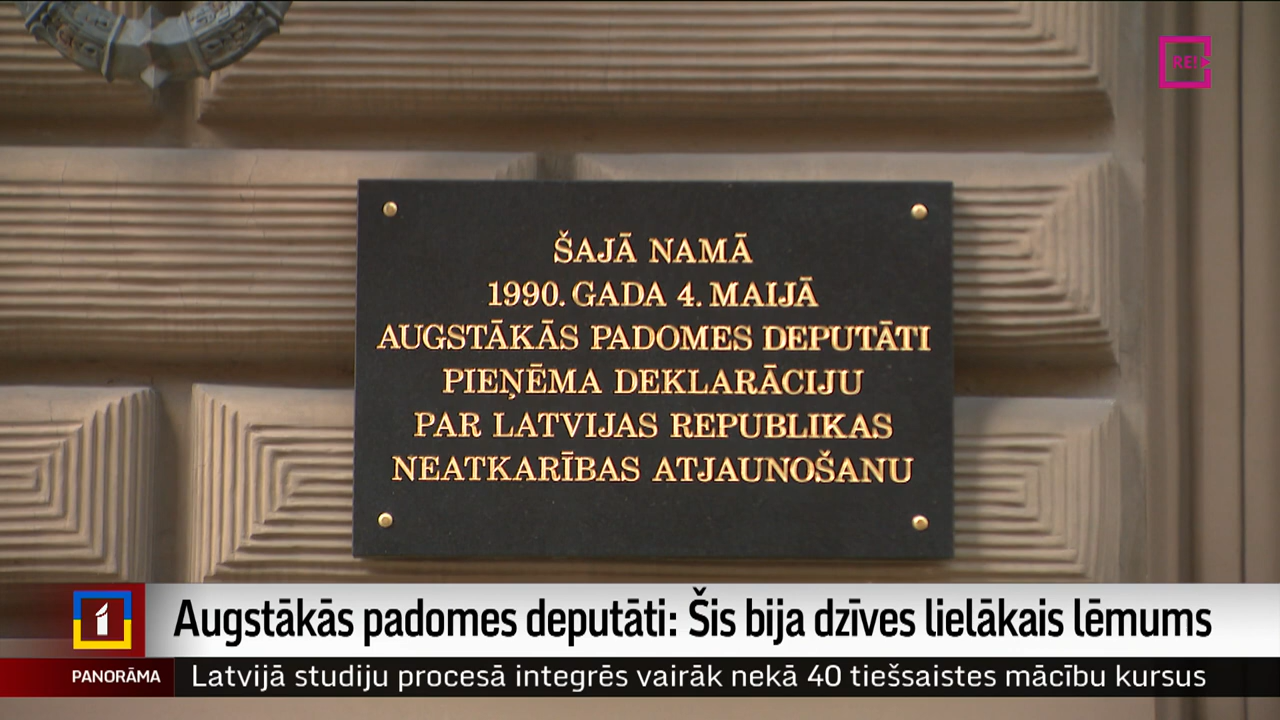 RE!
ŠAJĀ NAMĀ
1990. GADA 4. MAIJĀ
AUGSTĀKĀS PADOMES DEPUTĀTI
PIEŅĒMA DEKLARĀCIJU
PAR LATVIJAS REPUBLIKAS
NEATKARĪBAS ATJAUNOŠANU
1
Augstākās padomes deputāti: Šis bija dzīves lielākais lēmums
PANORĀMA
Latvijā studiju procesā integrēs vairāk nekā 40 tiešsaistes mācību kursus